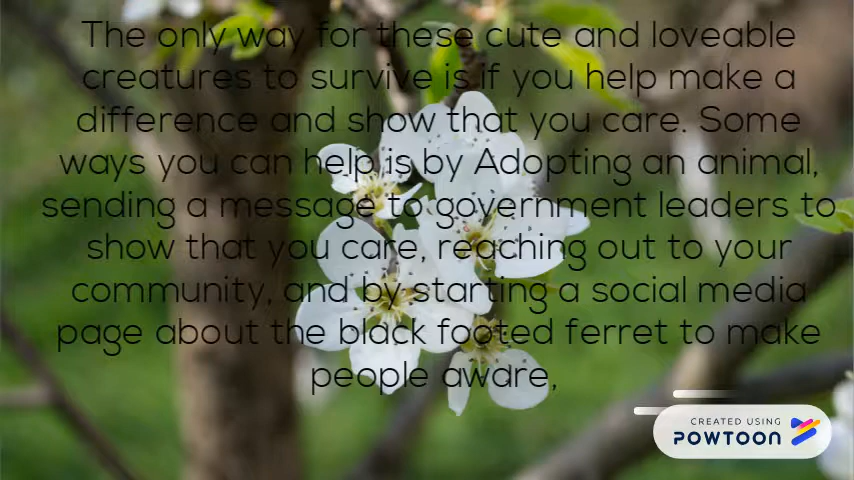 The only way for these cute and loveable
creatures to survive is if you help make a
difference and show that you care. Some
ways you can help is by Adopting an animal,
sending a message to government leaders to
show that you care, reaching out to your
community, and by starting a social media
page about the black footed ferret to make
people aware,
CREATED USING
POWTOON